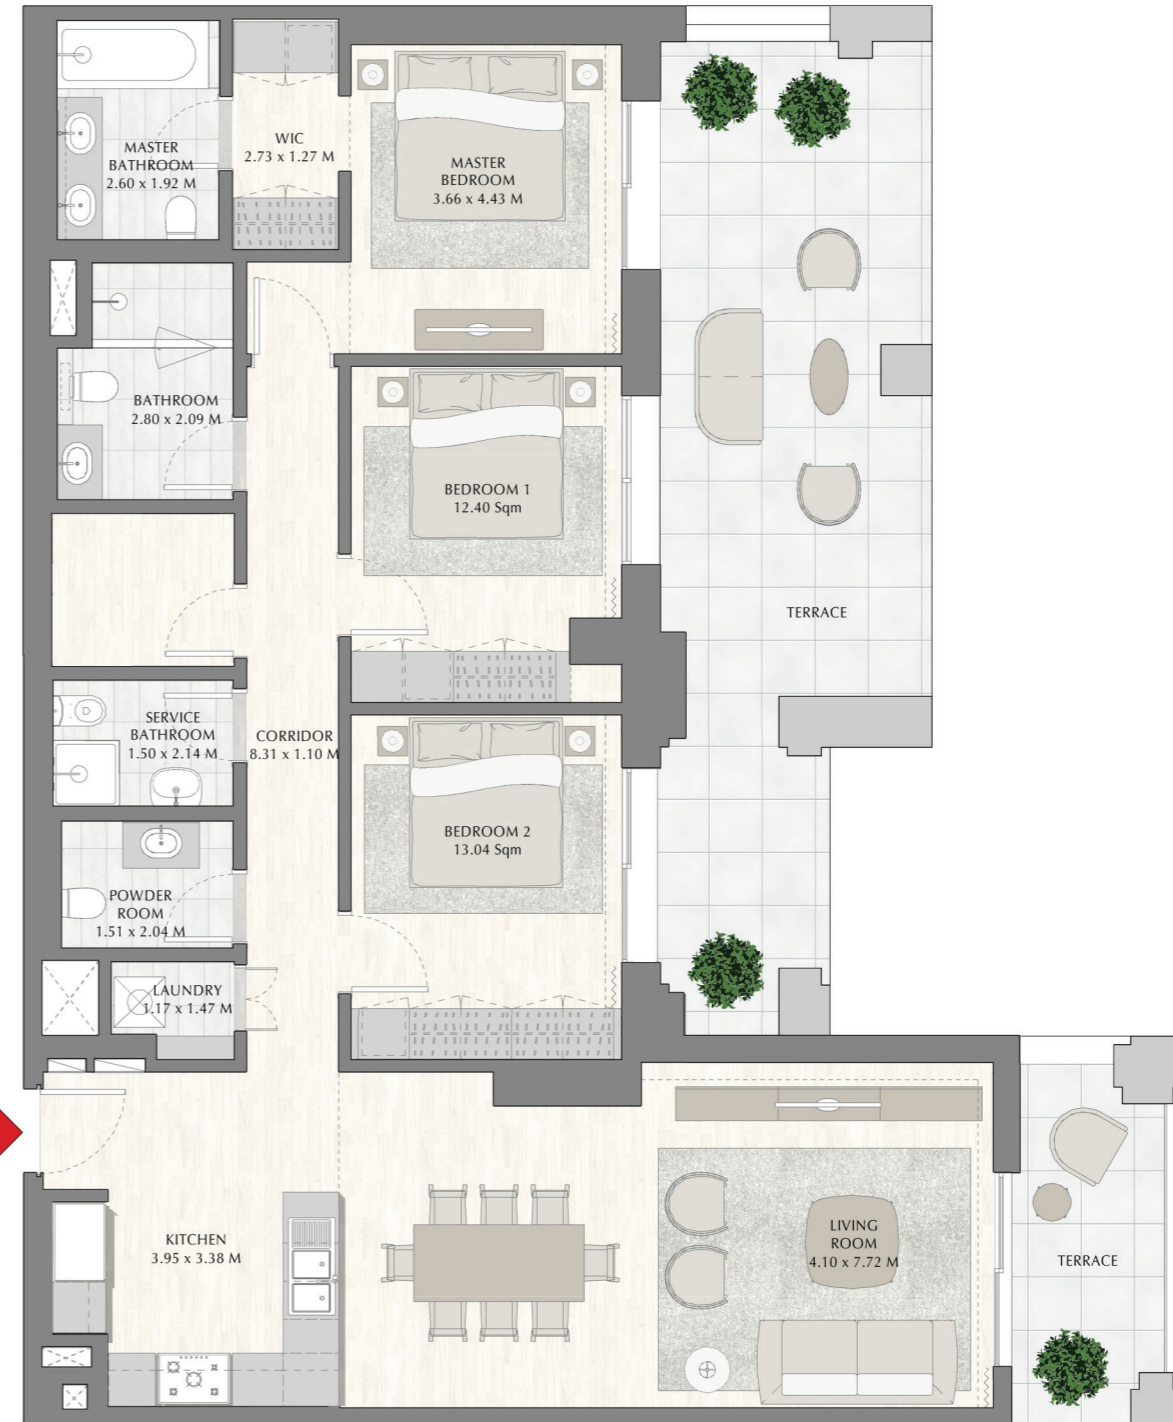 MASTER
BATHROOM
2.60 x 1.92 M
WIC
2.73 x 1.27 M
MASTER
BEDROOM
3.66 x 4.43 M
BATHROOM
2.80 x 2.09 M
BEDROOM 1
12.40 Sqm
TERRACE
SERVICE
BATHROOM
1.50 x 2.14 M
CORRIDOR
8.31 x 1.10 M
BEDROOM 2
13.04 Sqm
POWDER
ROOM
1.51 x 2.04 M
LAUNDRY
1.17 x 1.47 M
KITCHEN
3.95 x 3.38 M
LIVING
ROOM
4.10 x 7.72 M
TERRACE